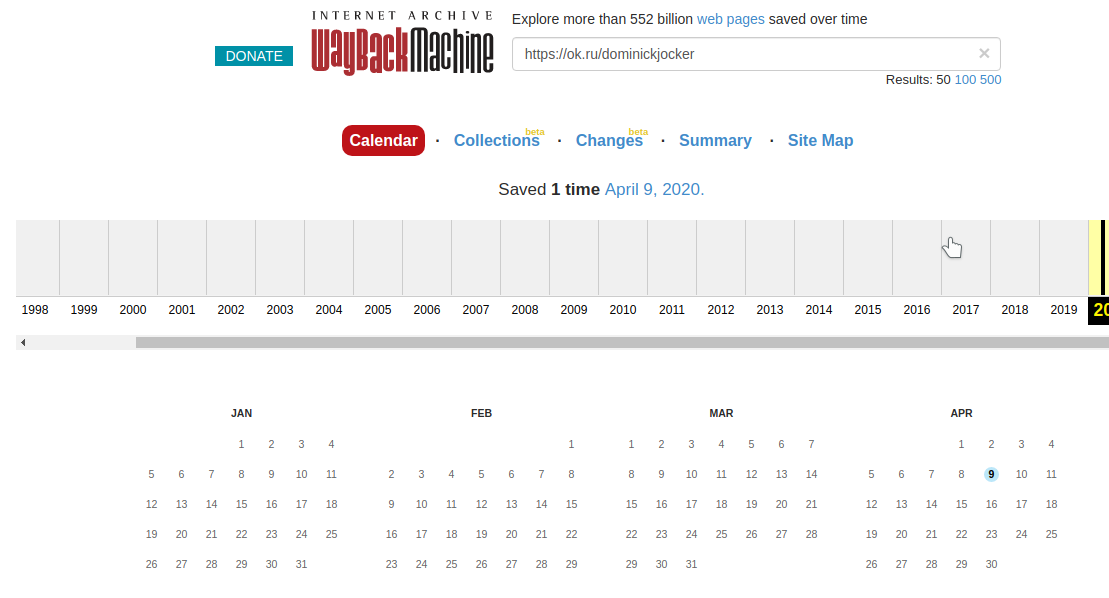 INTERNET ARCHIVE
Explore more than 552 billion web pages saved over time
DONATE
WayBackMachine
https://ok.ru/dominickjocker
×
Results: 50 100 500
Calendar · Collections beta · Changes beta · Summary · Site Map
Saved 1 time April 9, 2020.
1998 1999 2000 2001 2002 2003 2004 2005 2006 2007 2008 2009 2010 2011 2012 2013 2014 2015 2016 2017 2018 2019 20
JAN FEB MAR APR
1 2 3 4 1 1 2 3 4 5 6 7 1 2 3 4
5 6 7 8 9 10 11 2 3 4 5 6 7 8 8 9 10 11 12 13 14 5 6 7 8 9 10 11
12 13 14 15 16 17 18 9 10 11 12 13 14 15 15 16 17 18 19 20 21 12 13 14 15 16 17 18
19 20 21 22 23 24 25 16 17 18 19 20 21 22 22 23 24 25 26 27 28 19 20 21 22 23 24 25
26 27 28 29 30 31 23 24 25 26 27 28 29 29 30 31 26 27 28 29 30